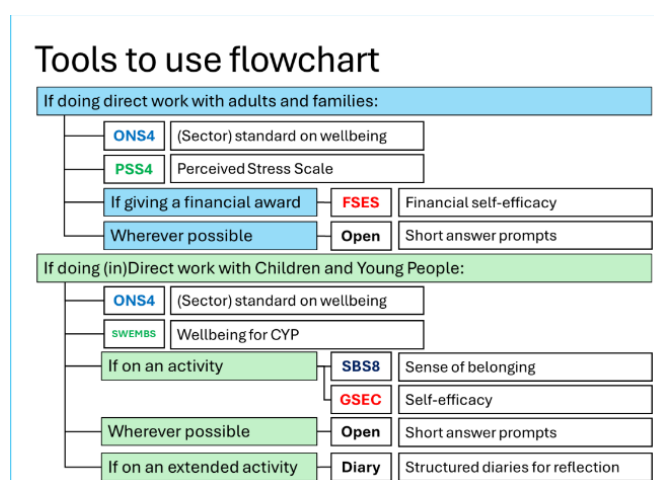 Tools to use flowchart
If doing direct work with adults and families:
ONS4 (Sector) standard on wellbeing
PSS4 Perceived Stress Scale
If giving a financial award FSES Financial self-efficacy
Wherever possible Open Short answer prompts
If doing (in)Direct work with Children and Young People:
ONS4 (Sector) standard on wellbeing
SWEMBS Wellbeing for CYP
If on an activity SBS8 Sense of belonging
GSEC Self-efficacy
Wherever possible Open Short answer prompts
If on an extended activity Diary Structured diaries for reflection